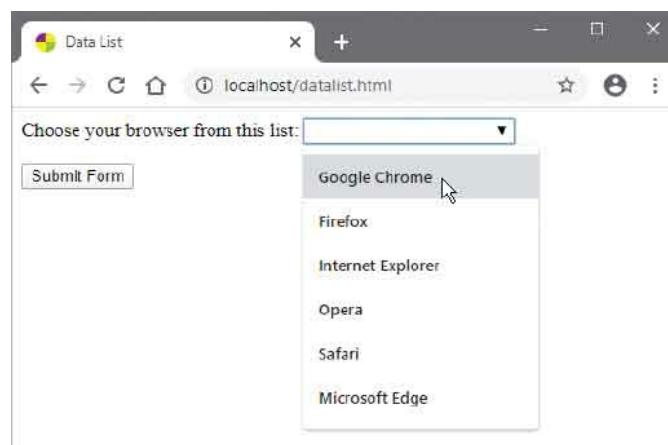 Data List
localhost/datalist.html
Choose your browser from this list:
Submit Form
Google Chrome
Firefox
Internet Explorer
Opera
Safari
Microsoft Edge